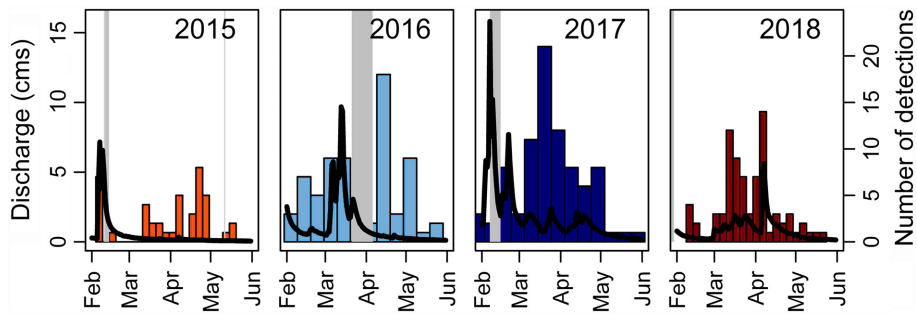 2015
2016
2017
2018
Discharge (cms)
15
10
5
0
20
15
10
5
0
Number of detections
Feb
Mar
Apr
May
Jun
Feb
Mar
Apr
May
Jun
Feb
Mar
Apr
May
Jun
Feb
Mar
Apr
May
Jun